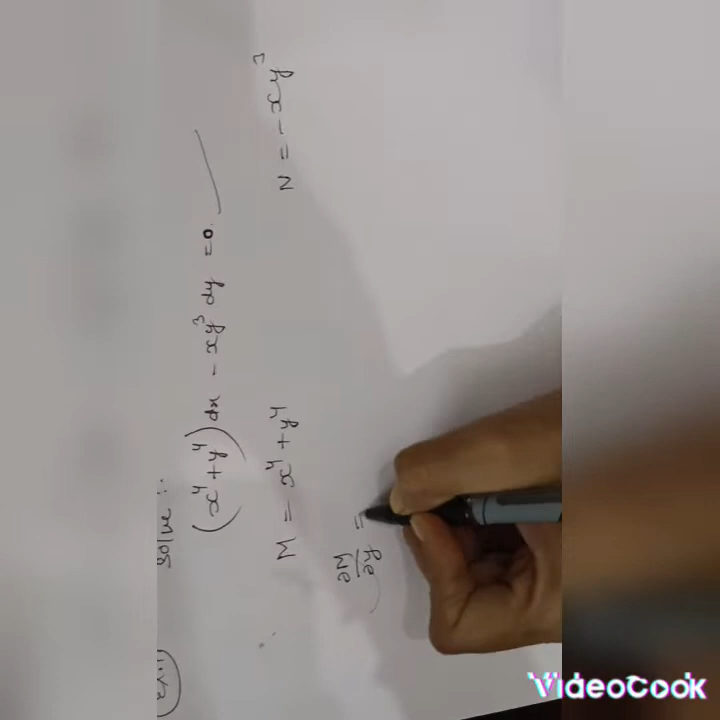 Solve :
(x⁴ + y⁴) dx - xy³ dy = 0.
M = x⁴ + y⁴ N = - xy³
∂M/∂y =
VideoCook